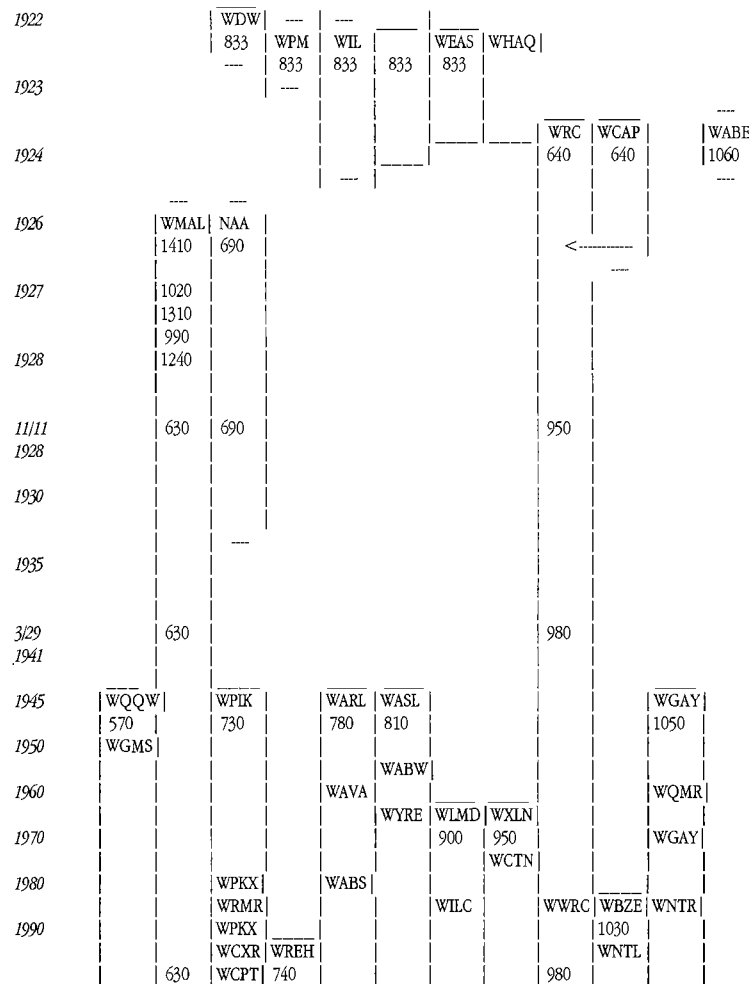 1922 WDW ---- ----
833 WPM WIL WEAS WHAQ
---- 833 833 833 833
1923 ----
----
WRC WCAP WABE
1924 640 640 1060
---- ----
---- ----
1926 WMAL NAA
1410 690 <-----------
----
1927 1020
1310
990
1928 1240
11/11 630 690 950
1928
1930
----
1935
3/29 630 980
1941
1945 WQQW WPIK WARL WASL WGAY
570 730 780 810 1050
1950 WGMS
WABW
1960 WAVA WQMR
WYRE WLMD WXLN
1970 900 950 WGAY
WCTN
1980 WPKX WABS
WRMR WILC WWRC WBZE WNTR
1990 WPKX 1030
WCXR WREH WNTL
630 WCPT 740 980